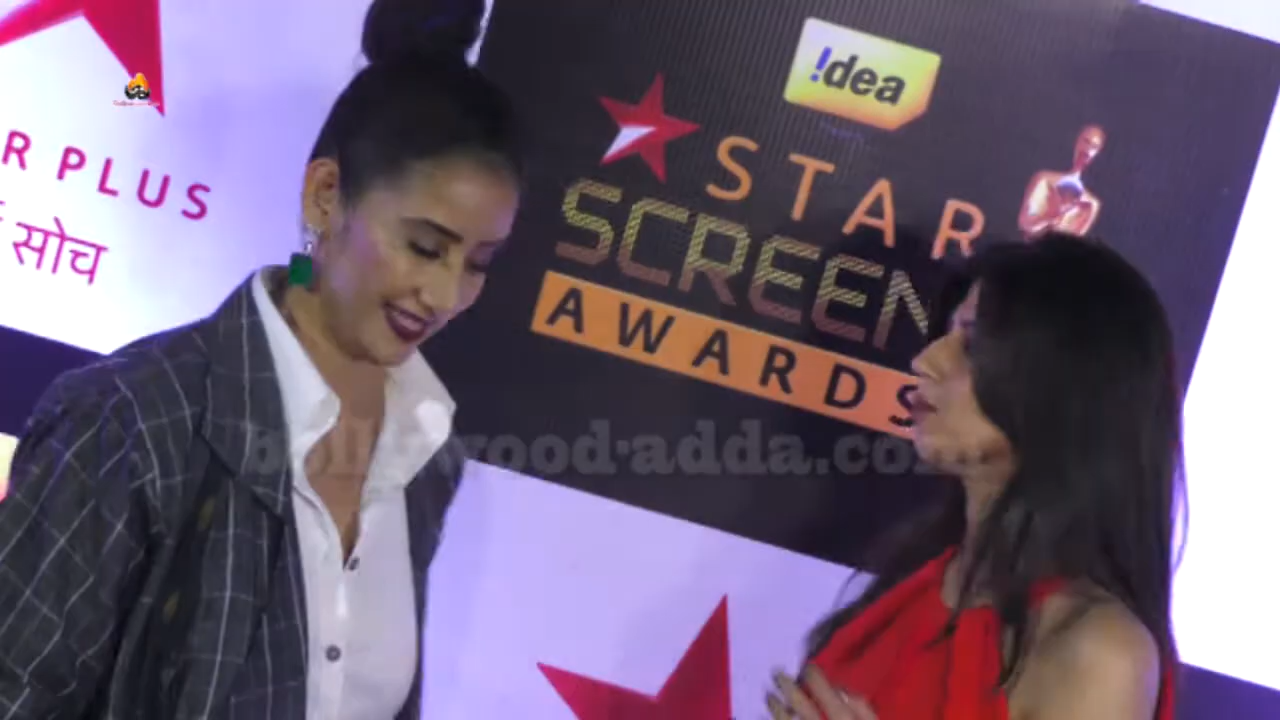 !dea
STAR
SCREEN
AWARDS
R PLUS
सोच
bollywood-adda.com